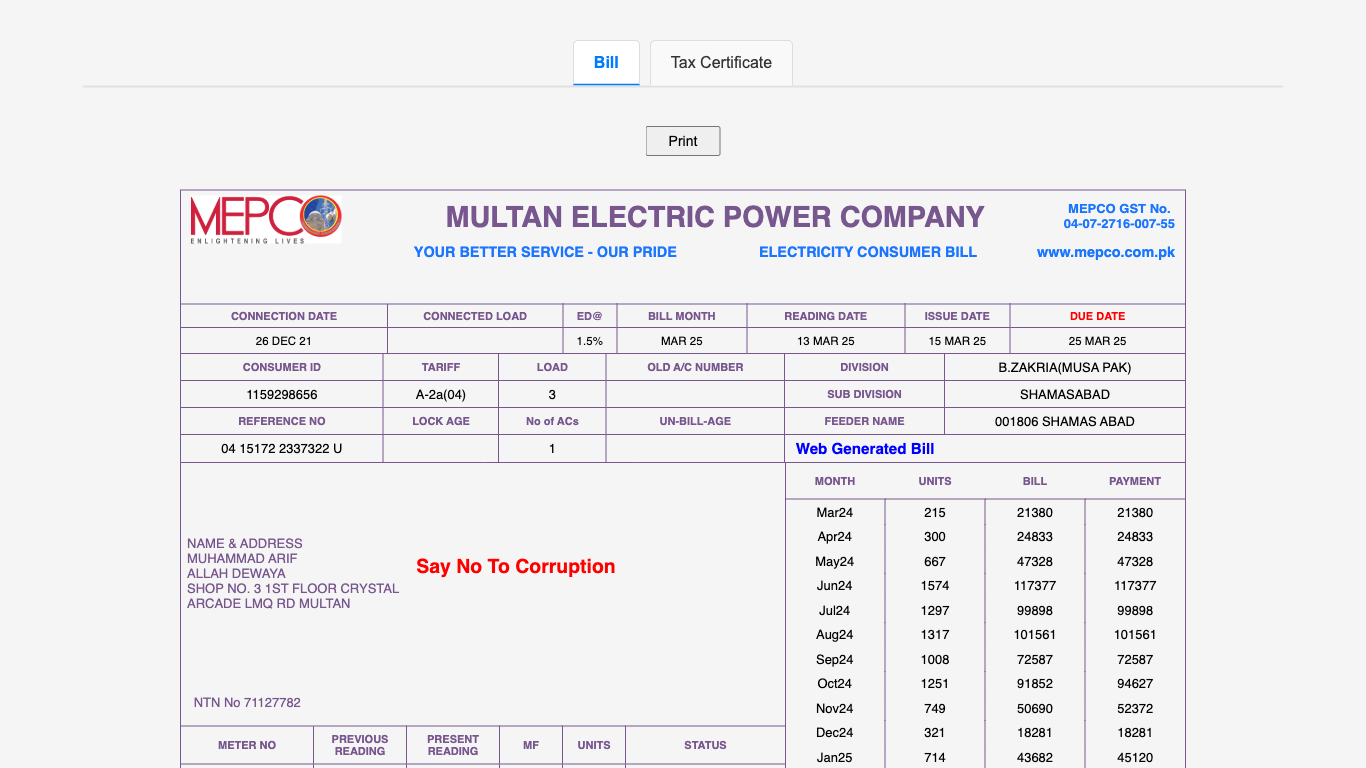 Bill Tax Certificate
Print
MEPCO
ENLIGHTENING LIVES
MULTAN ELECTRIC POWER COMPANY
MEPCO GST No.
04-07-2716-007-55
YOUR BETTER SERVICE - OUR PRIDE ELECTRICITY CONSUMER BILL www.mepco.com.pk
CONNECTION DATE CONNECTED LOAD ED@ BILL MONTH READING DATE ISSUE DATE DUE DATE
26 DEC 21 1.5% MAR 25 13 MAR 25 15 MAR 25 25 MAR 25
CONSUMER ID TARIFF LOAD OLD A/C NUMBER DIVISION B.ZAKRIA(MUSA PAK)
1159298656 A-2a(04) 3 SUB DIVISION SHAMASABAD
REFERENCE NO LOCK AGE No of ACs UN-BILL-AGE FEEDER NAME 001806 SHAMAS ABAD
04 15172 2337322 U 1 Web Generated Bill
NAME & ADDRESS
MUHAMMAD ARIF
ALLAH DEWAYA
SHOP NO. 3 1ST FLOOR CRYSTAL
ARCADE LMQ RD MULTAN
Say No To Corruption
NTN No 71127782
METER NO PREVIOUS READING PRESENT READING MF UNITS STATUS
MONTH UNITS BILL PAYMENT
Mar24 215 21380 21380
Apr24 300 24833 24833
May24 667 47328 47328
Jun24 1574 117377 117377
Jul24 1297 99898 99898
Aug24 1317 101561 101561
Sep24 1008 72587 72587
Oct24 1251 91852 94627
Nov24 749 50690 52372
Dec24 321 18281 18281
Jan25 714 43682 45120